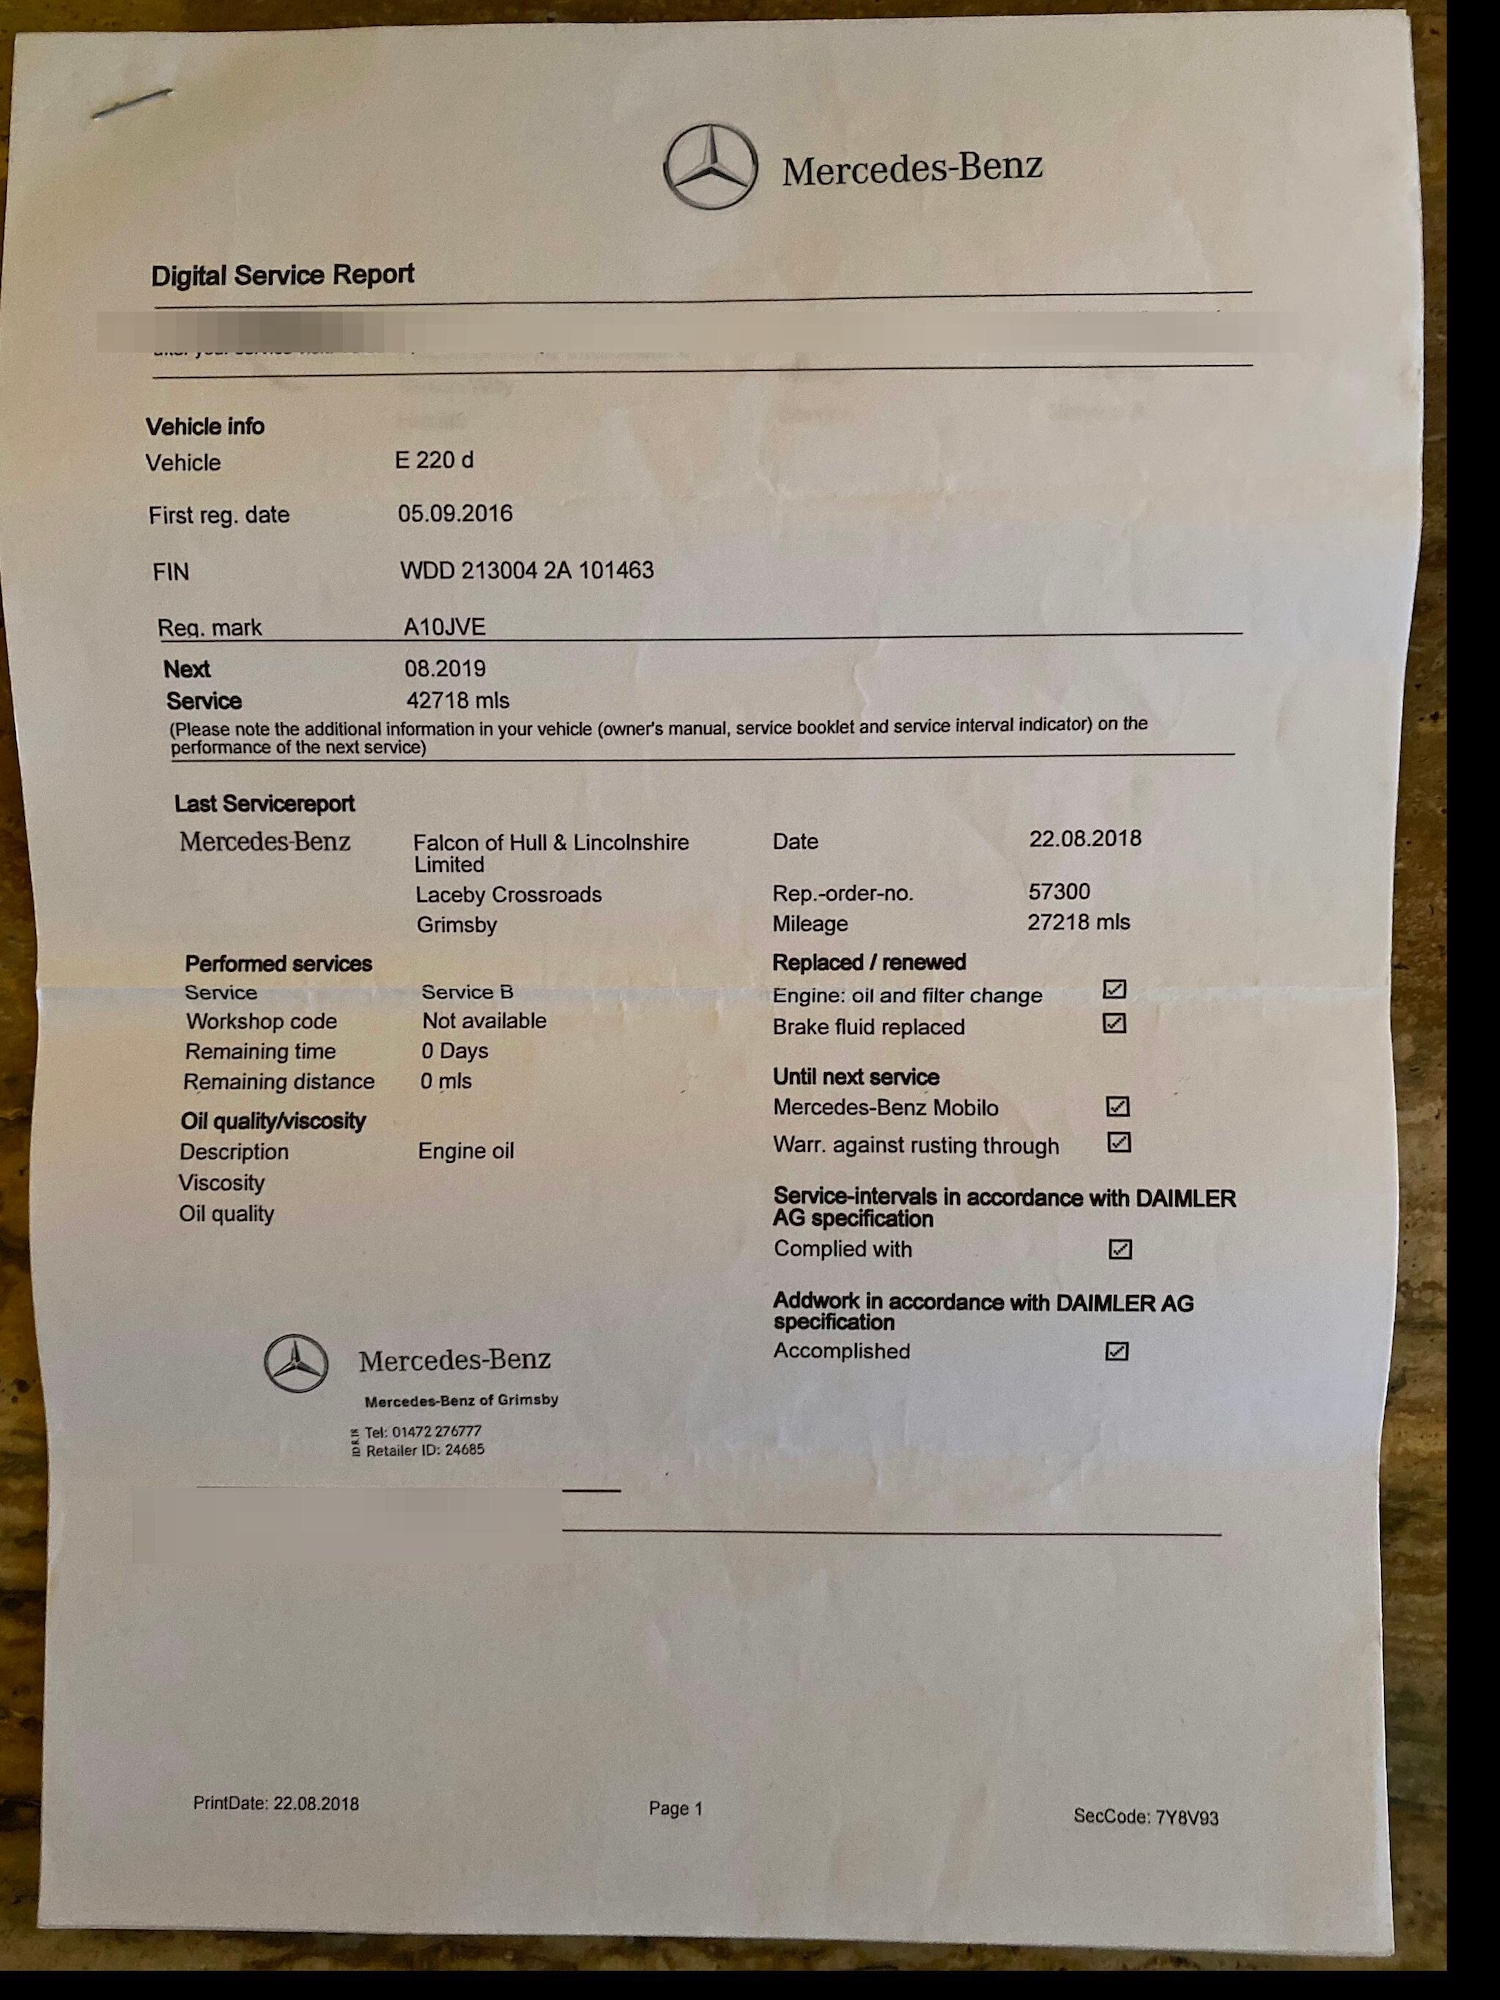 Mercedes-Benz
Digital Service Report
after your service
Vehicle info
Vehicle E 220 d
First reg. date 05.09.2016
FIN WDD 213004 2A 101463
Reg. mark A10JVE
Next 08.2019
Service 42718 mls
(Please note the additional information in your vehicle (owner's manual, service booklet and service interval indicator) on the
performance of the next service)
Last Servicereport
Mercedes-Benz Falcon of Hull & Lincolnshire
Limited
Laceby Crossroads
Grimsby
Date 22.08.2018
Rep.-order-no. 57300
Mileage 27218 mls
Performed services
Service Service B
Workshop code Not available
Remaining time 0 Days
Remaining distance 0 mls
Oil quality/viscosity
Description Engine oil
Viscosity
Oil quality
Replaced / renewed
Engine: oil and filter change
Brake fluid replaced
Until next service
Mercedes-Benz Mobilo
Warr. against rusting through
Service-intervals in accordance with DAIMLER
AG specification
Complied with
Addwork in accordance with DAIMLER AG
specification
Accomplished
Mercedes-Benz
Mercedes-Benz of Grimsby
Tel: 01472 276777
Retailer ID: 24685
PrintDate: 22.08.2018 Page 1 SecCode: 7Y8V93